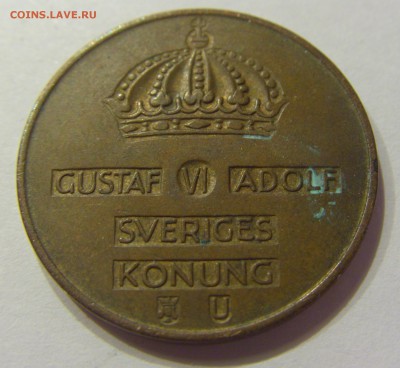 COINS.LAVE.RU
GUSTAF VI ADOLF
SVERIGES
KONUNG
U